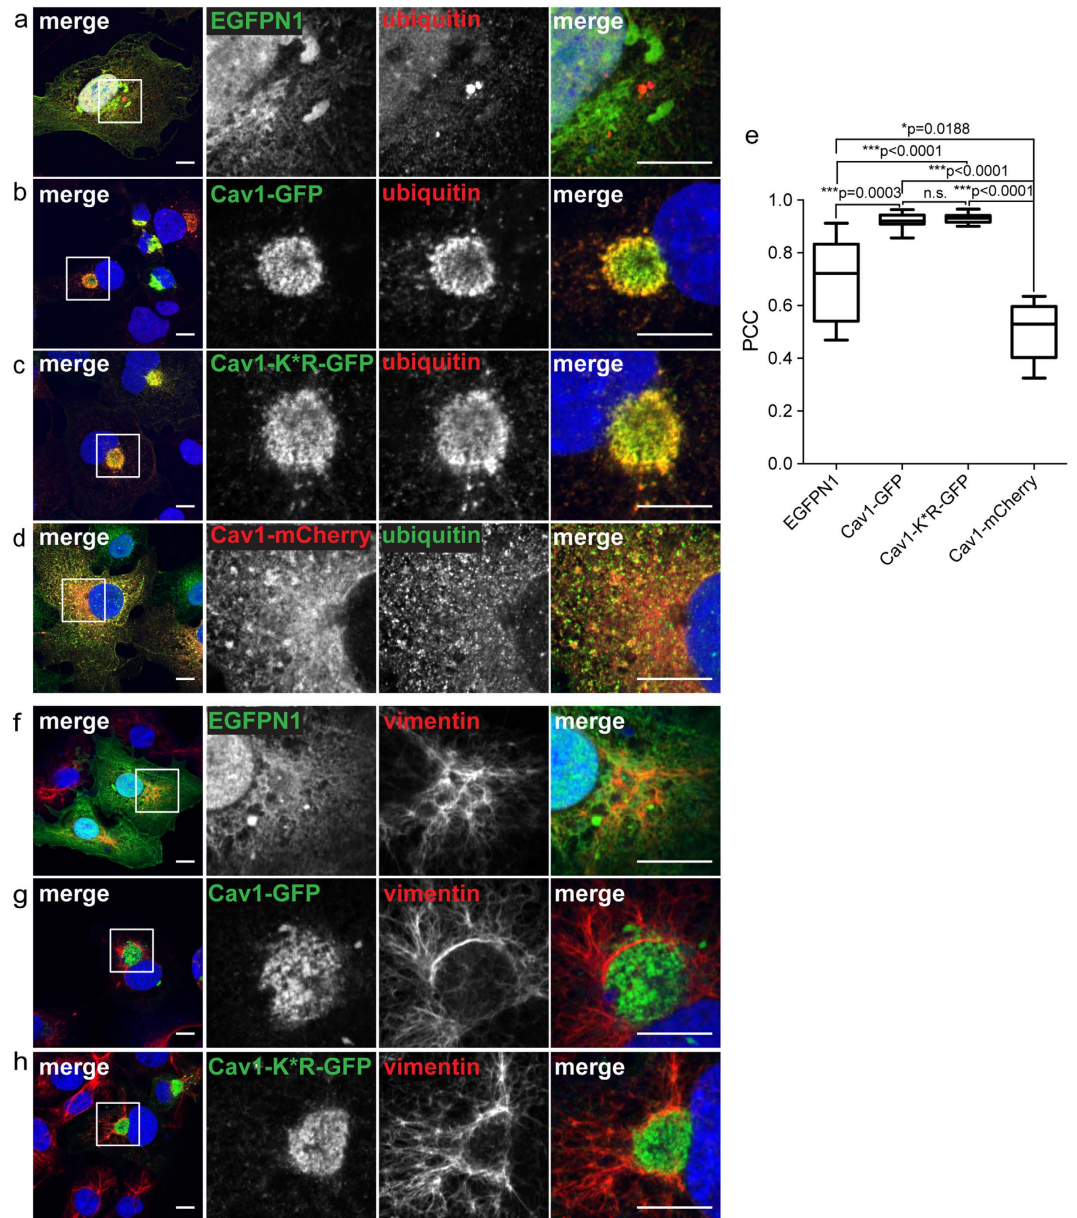 a merge EGFPN1 ubiquitin merge
b merge Cav1-GFP ubiquitin
c merge Cav1-K*R-GFP ubiquitin
d merge Cav1-mCherry ubiquitin merge
e
*p=0.0188
***p<0.0001
***p<0.0001
***p=0.0003 n.s. ***p<0.0001
1.0
0.8
0.6
0.4
0.2
0.0
PCC
EGFPN1
Cav1-GFP
Cav1-K*R-GFP
Cav1-mCherry
f merge EGFPN1 vimentin merge
g merge Cav1-GFP vimentin merge
h merge Cav1-K*R-GFP vimentin merge